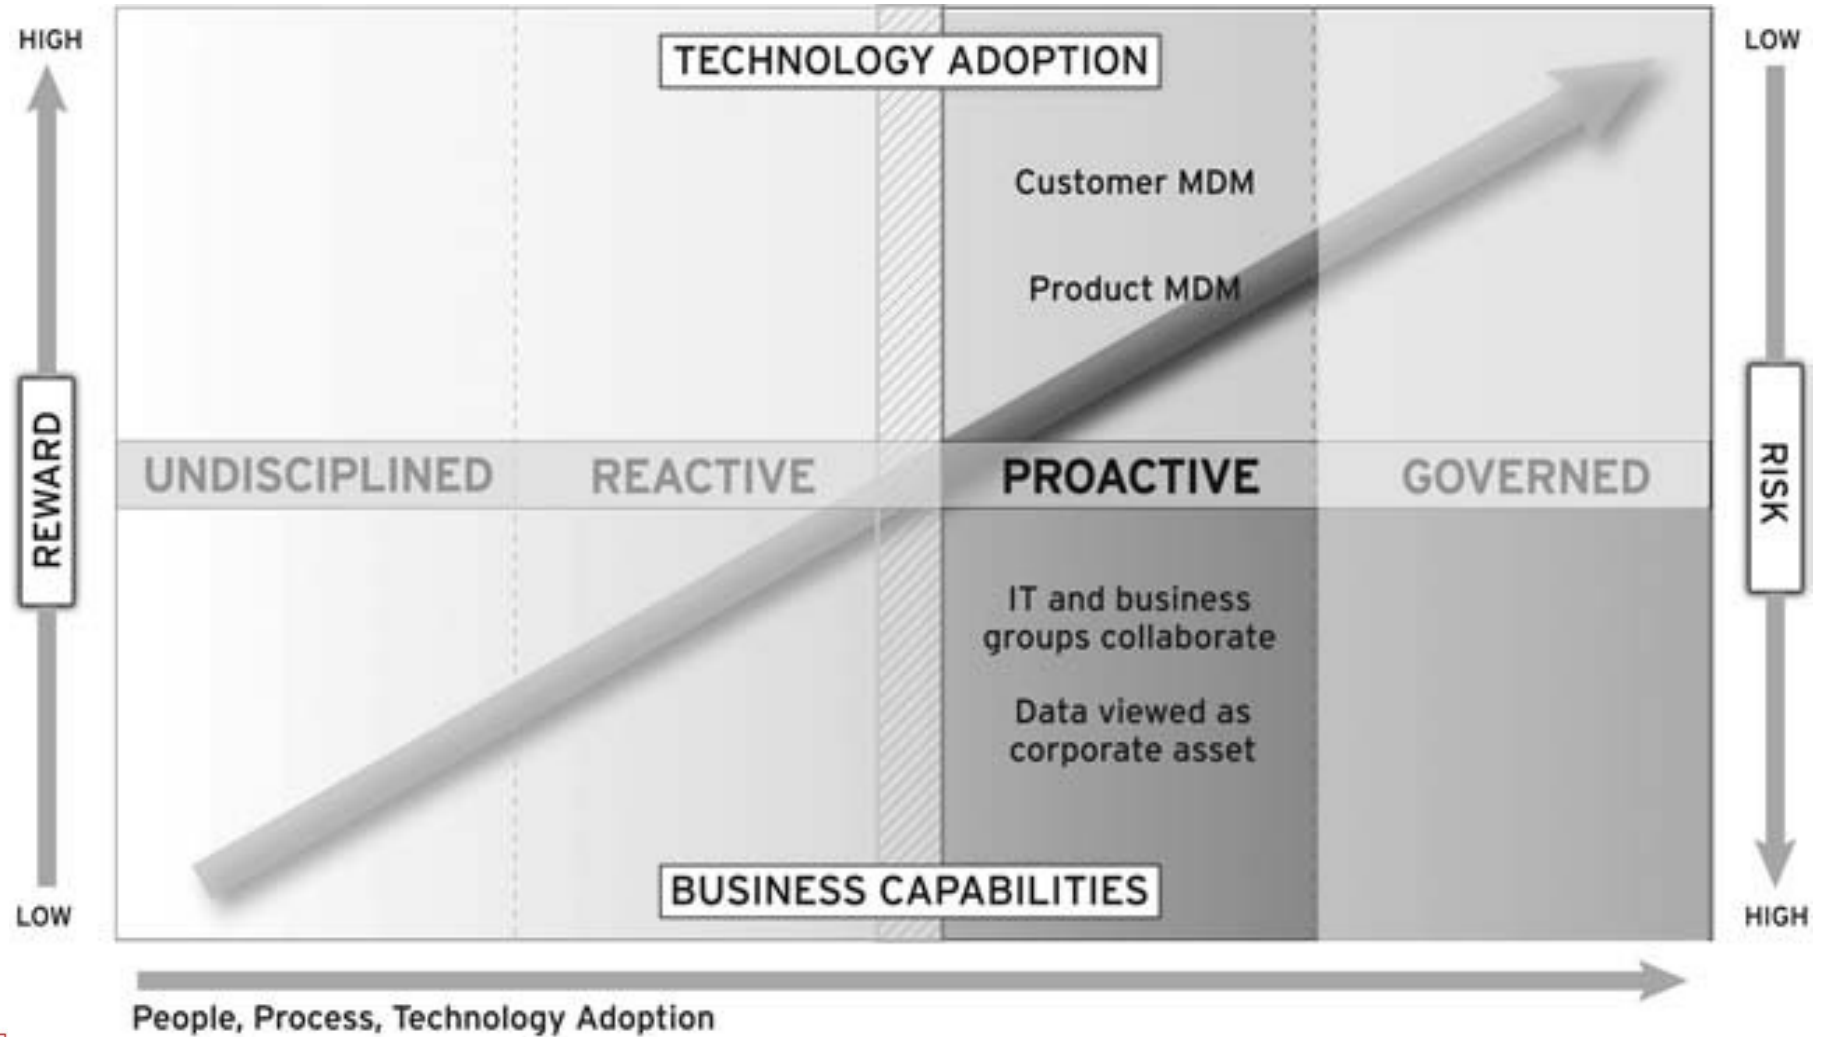 HIGH
LOW
TECHNOLOGY ADOPTION
Customer MDM
Product MDM
REWARD
UNDISCIPLINED
REACTIVE
PROACTIVE
GOVERNED
RISK
IT and business
groups collaborate
Data viewed as
corporate asset
BUSINESS CAPABILITIES
LOW
HIGH
People, Process, Technology Adoption